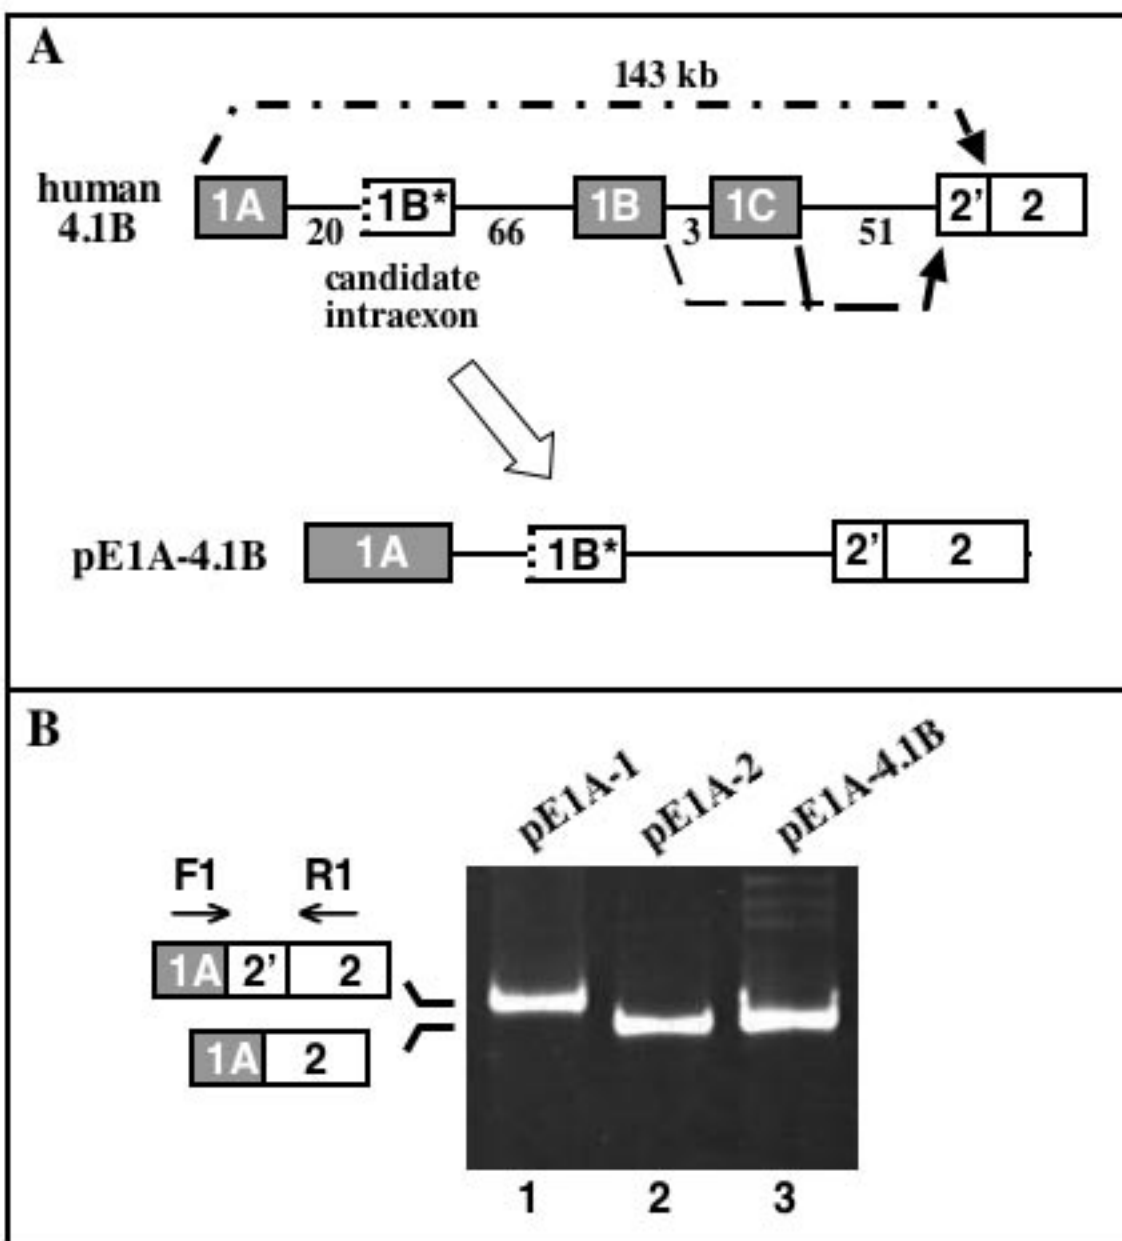 A
143 kb
human
4.1B
1A
1B*
1B
1C
2’
2
20
66
3
51
candidate
intraexon
pE1A-4.1B
1A
1B*
2’
2
B
pE1A-1
pE1A-2
pE1A-4.1B
F1
R1
1A
2’
2
1A
2
1
2
3